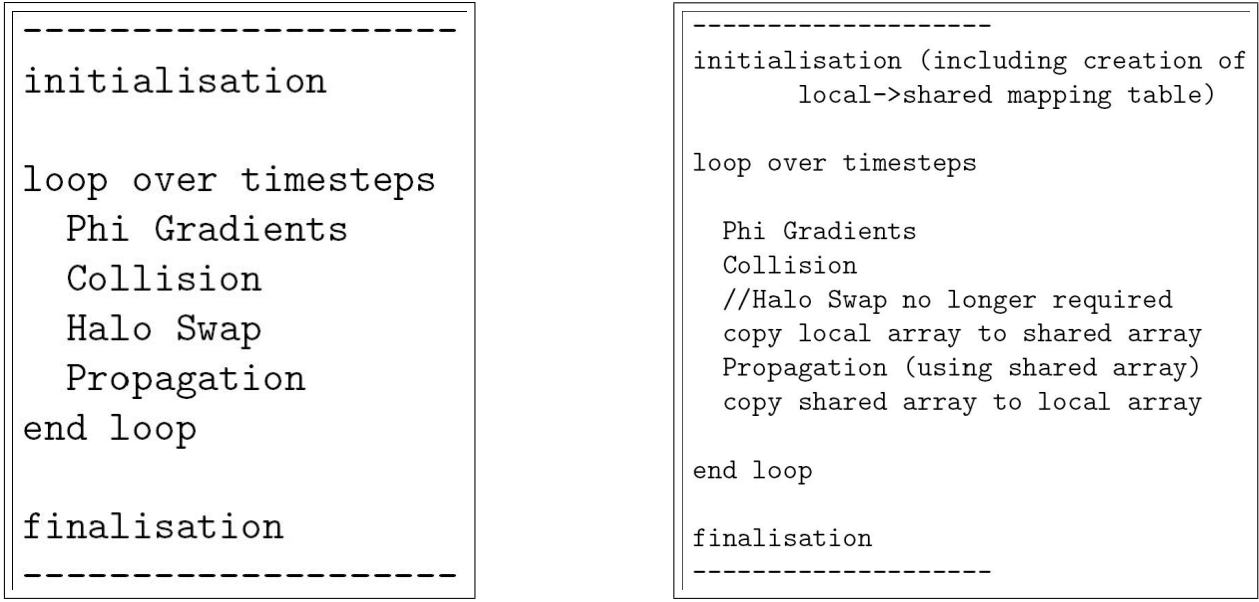 --------------------
initialisation
loop over timesteps
Phi Gradients
Collision
Halo Swap
Propagation
end loop
finalisation
--------------------
--------------------
initialisation (including creation of
local->shared mapping table)
loop over timesteps
Phi Gradients
Collision
//Halo Swap no longer required
copy local array to shared array
Propagation (using shared array)
copy shared array to local array
end loop
finalisation
--------------------